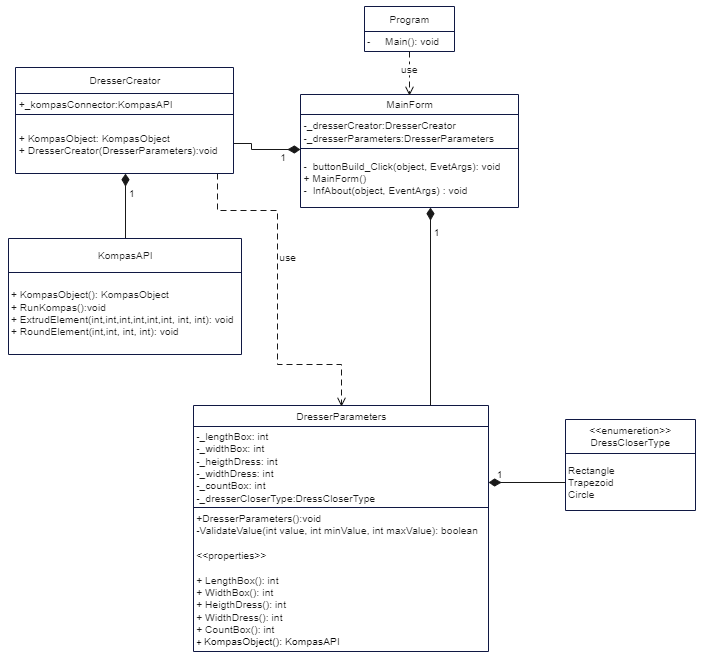 Program
- Main(): void
use
DresserCreator
+_kompasConnector:KompasAPI
+ KompasObject: KompasObject
+ DresserCreator(DresserParameters):void
1
1
MainForm
-_dresserCreator:DresserCreator
-_dresserParameters:DresserParameters
- buttonBuild_Click(object, EvetArgs): void
+ MainForm()
- InfAbout(object, EventArgs) : void
1
use
KompasAPI
+ KompasObject(): KompasObject
+ RunKompas():void
+ ExtrudElement(int,int,int,int,int,int, int, int): void
+ RoundElement(int,int, int, int): void
DresserParameters
-_lengthBox: int
-_widthBox: int
-_heigthDress: int
-_widthDress: int
-_countBox: int
-_dresserCloserType:DressCloserType
+DresserParameters():void
-ValidateValue(int value, int minValue, int maxValue): boolean
<<properties>>
+ LengthBox(): int
+ WidthBox(): int
+ HeigthDress(): int
+ WidthDress(): int
+ CountBox(): int
+ KompasObject(): KompasAPI
1
<<enumeretion>>
DressCloserType
Rectangle
Trapezoid
Circle